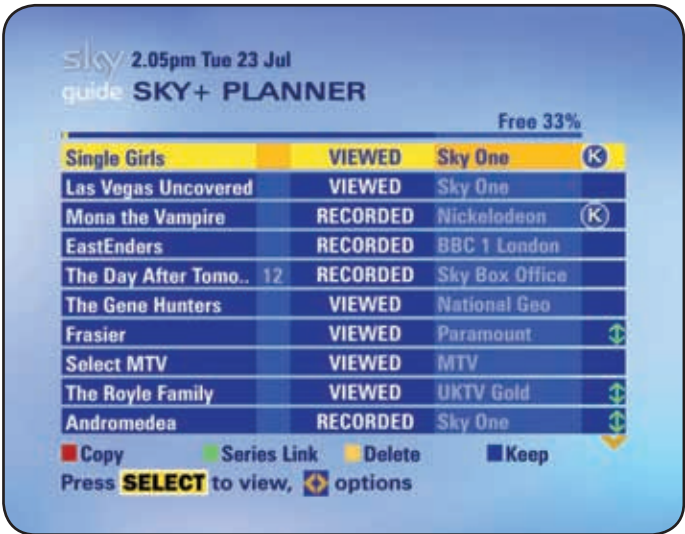 sky 2.05pm Tue 23 Jul
guide SKY+ PLANNER
Free 33%
Single Girls VIEWED Sky One K
Las Vegas Uncovered VIEWED Sky One
Mona the Vampire RECORDED Nickelodeon K
EastEnders RECORDED BBC 1 London
The Day After Tomo.. 12 RECORDED Sky Box Office
The Gene Hunters VIEWED National Geo
Frasier VIEWED Paramount
Select MTV VIEWED MTV
The Royle Family VIEWED UKTV Gold
Andromedea RECORDED Sky One
Copy Series Link Delete Keep
Press SELECT to view, options